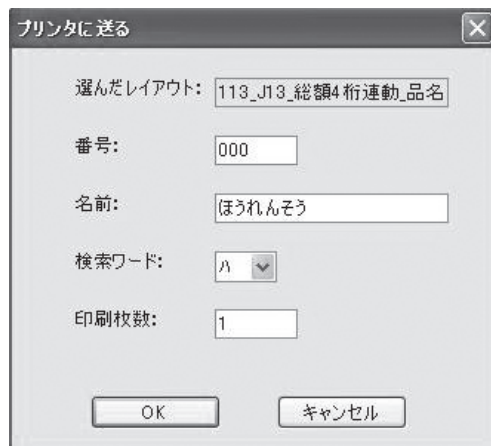 プリンタに送る
選んだレイアウト: 113_J13_総額4桁連動_品名
番号: 000
名前: ほうれんそう
検索ワード: ハ
印刷枚数: 1
OK キャンセル